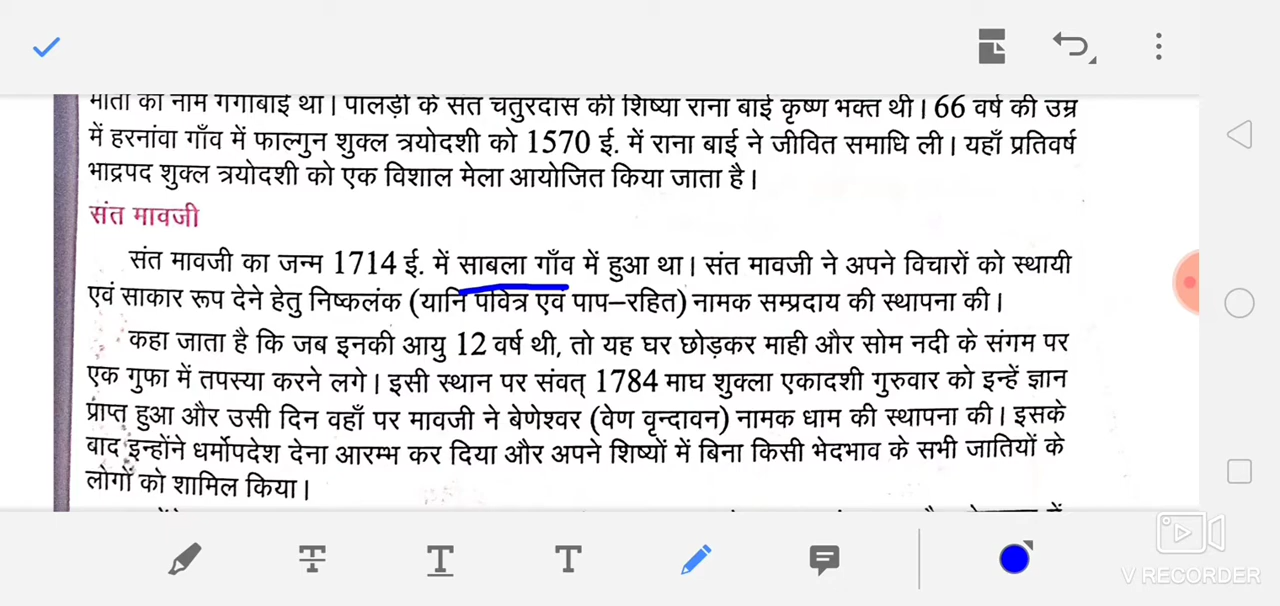 माता का नाम गंगाबाई था। पालड़ी के संत चतुरदास की शिष्या राना बाई कृष्ण भक्त थी। 66 वर्ष की उम्र
में हरनांवा गाँव में फाल्गुन शुक्ल त्रयोदशी को 1570 ई. में राना बाई ने जीवित समाधि ली। यहाँ प्रतिवर्ष
भाद्रपद शुक्ल त्रयोदशी को एक विशाल मेला आयोजित किया जाता है।
संत मावजी
संत मावजी का जन्म 1714 ई. में साबला गाँव में हुआ था। संत मावजी ने अपने विचारों को स्थायी
एवं साकार रूप देने हेतु निष्कलंक (यानि पवित्र एवं पाप–रहित) नामक सम्प्रदाय की स्थापना की।
कहा जाता है कि जब इनकी आयु 12 वर्ष थी, तो यह घर छोड़कर माही और सोम नदी के संगम पर
एक गुफा में तपस्या करने लगे। इसी स्थान पर संवत् 1784 माघ शुक्ला एकादशी गुरुवार को इन्हें ज्ञान
प्राप्त हुआ और उसी दिन वहाँ पर मावजी ने बेणेश्वर (वेण वृन्दावन) नामक धाम की स्थापना की। इसके
बाद इन्होंने धर्मोपदेश देना आरम्भ कर दिया और अपने शिष्यों में बिना किसी भेदभाव के सभी जातियों के
लोगों को शामिल किया।
T T T
V RECORDER